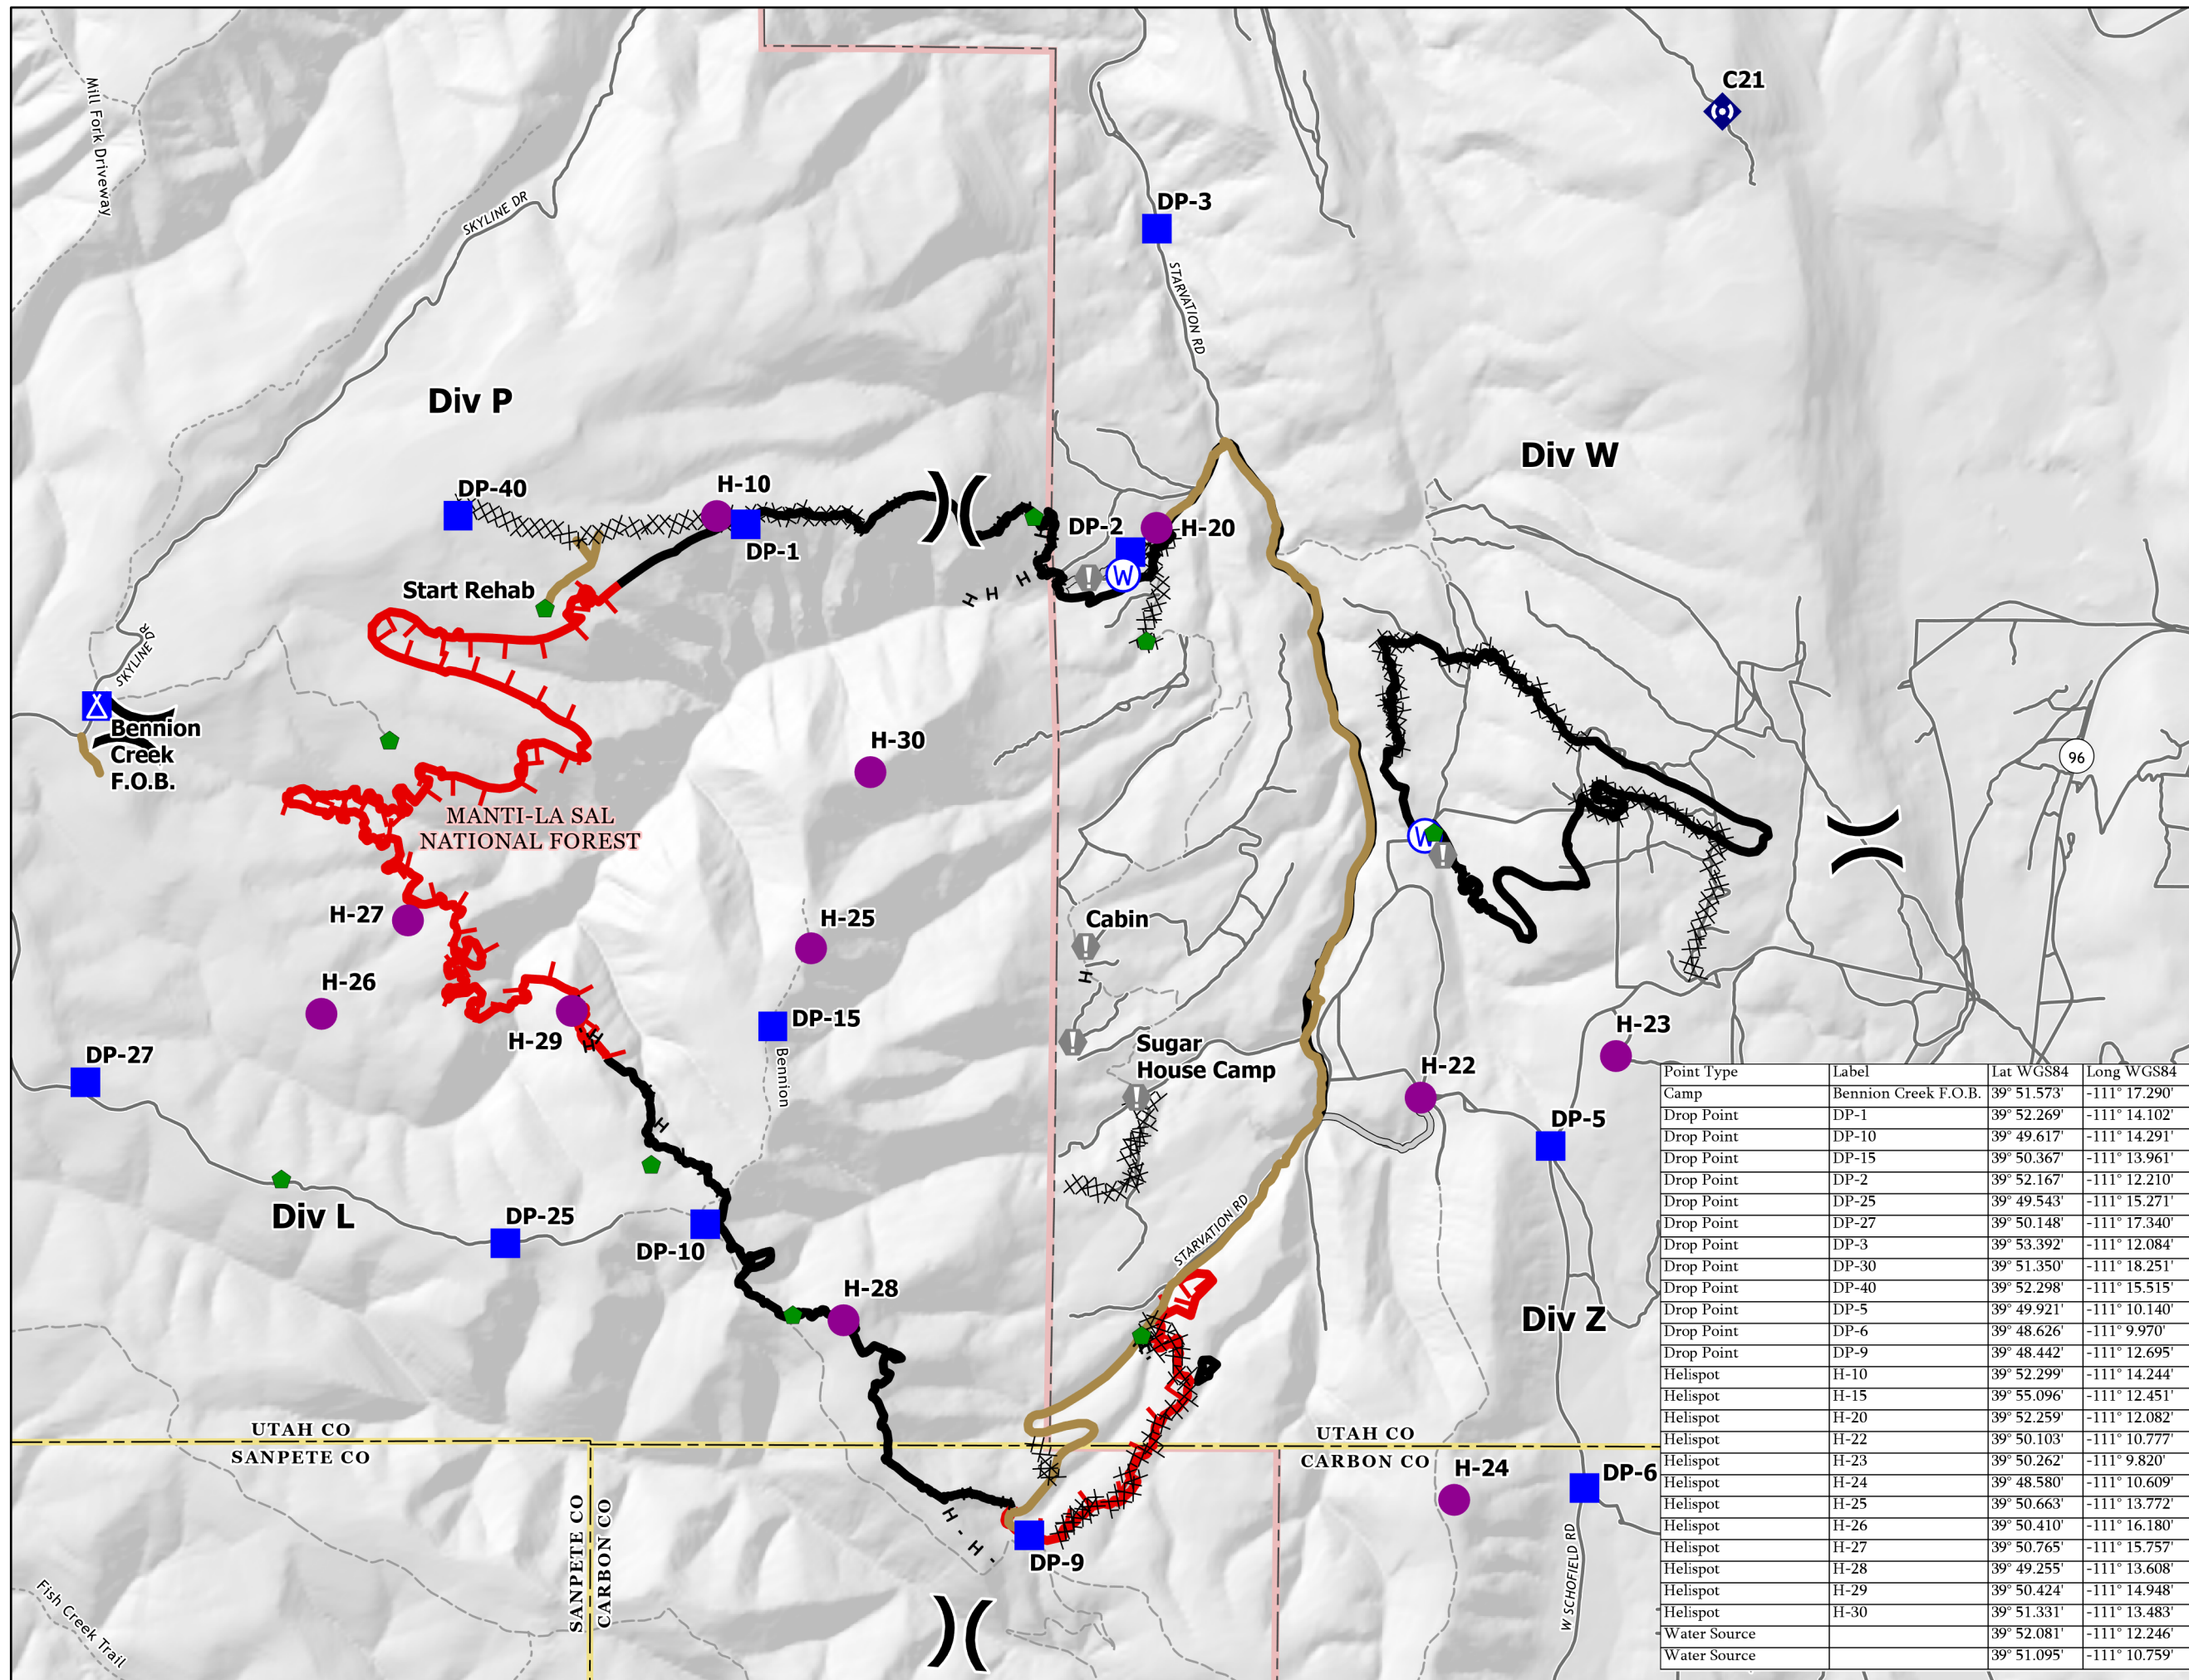 C21
Mill Fork Driveway
DP-3
SKYLINE DR
STARVATION RD
Div P
Div W
DP-40
H-10
DP-1
DP-2
H-20
W
!
H H H
H
Start Rehab
SKYLINE DR
Bennion
Creek
F.O.B.
H-30
96
MANTI-LA SAL
NATIONAL FOREST
W
!
H-27
H-25
Cabin
!
H
H-26
H-29
H
DP-15
Bennion
!
Sugar
House Camp
!
H-23
H-22
DP-27
DP-5
H
Div L
DP-25
DP-10
STARVATION RD
H-28
Div Z
UTAH CO
SANPETE CO
UTAH CO
CARBON CO
H-24
DP-6
SANPETE CO
CARBON CO
H - H -
DP-9
W SCHOFIELD RD
Fish Creek Trail
Point Type Label Lat WGS84 Long WGS84
Camp Bennion Creek F.O.B. 39° 51.573' -111° 17.290'
Drop Point DP-1 39° 52.269' -111° 14.102'
Drop Point DP-10 39° 49.617' -111° 14.291'
Drop Point DP-15 39° 50.367' -111° 13.961'
Drop Point DP-2 39° 52.167' -111° 12.210'
Drop Point DP-25 39° 49.543' -111° 15.271'
Drop Point DP-27 39° 50.148' -111° 17.340'
Drop Point DP-3 39° 53.392' -111° 12.084'
Drop Point DP-30 39° 51.350' -111° 18.251'
Drop Point DP-40 39° 52.298' -111° 15.515'
Drop Point DP-5 39° 49.921' -111° 10.140'
Drop Point DP-6 39° 48.626' -111° 9.970'
Drop Point DP-9 39° 48.442' -111° 12.695'
Helispot H-10 39° 52.299' -111° 14.244'
Helispot H-15 39° 55.096' -111° 12.451'
Helispot H-20 39° 52.259' -111° 12.082'
Helispot H-22 39° 50.103' -111° 10.777'
Helispot H-23 39° 50.262' -111° 9.820'
Helispot H-24 39° 48.580' -111° 10.609'
Helispot H-25 39° 50.663' -111° 13.772'
Helispot H-26 39° 50.410' -111° 16.180'
Helispot H-27 39° 50.765' -111° 15.757'
Helispot H-28 39° 49.255' -111° 13.608'
Helispot H-29 39° 50.424' -111° 14.948'
Helispot H-30 39° 51.331' -111° 13.483'
Water Source 39° 52.081' -111° 12.246'
Water Source 39° 51.095' -111° 10.759'